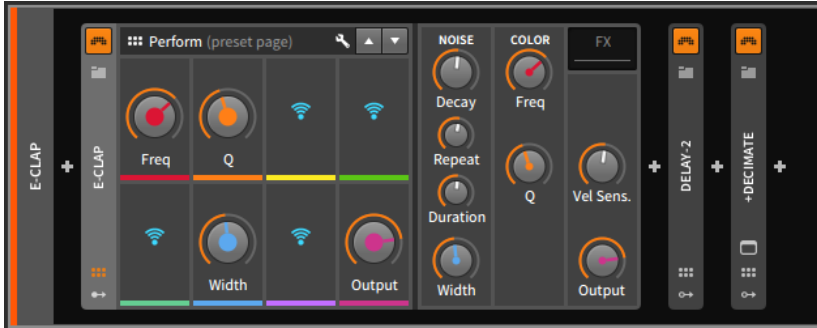 E-CLAP
E-CLAP
Perform (preset page)
Freq
Q
Width
Output
NOISE
Decay
Repeat
Duration
Width
COLOR
Freq
Q
FX
Vel Sens.
Output
DELAY-2
+DECIMATE